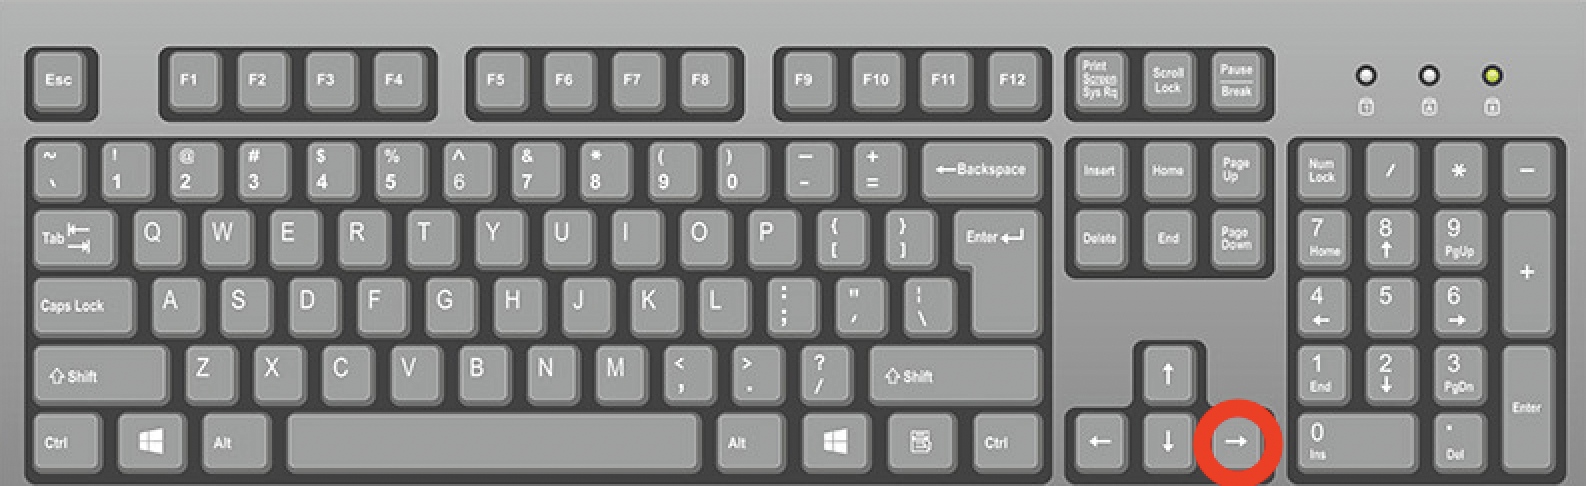 Esc F1 F2 F3 F4 F5 F6 F7 F8 F9 F10 F11 F12 Print Screen Sys Rq Scroll Lock Pause Break
~ ! @ # $ % ^ & * ( ) — +
` 1 2 3 4 5 6 7 8 9 0 - = ←Backspace Insert Home Page Up Num Lock / * −
Tab Q W E R T Y U I O P { [ } ] Enter Delete End Page Down 7 Home 8 ↑ 9 PgUp +
Caps Lock A S D F G H J K L : ; " ' ¦ \ 4 ← 5 6 →
⇧ Shift Z X C V B N M < , > . ? / ⇧ Shift ↑ 1 End 2 ↓ 3 PgDn Enter
Ctrl Alt Alt Ctrl ← ↓ → 0 Ins . Del